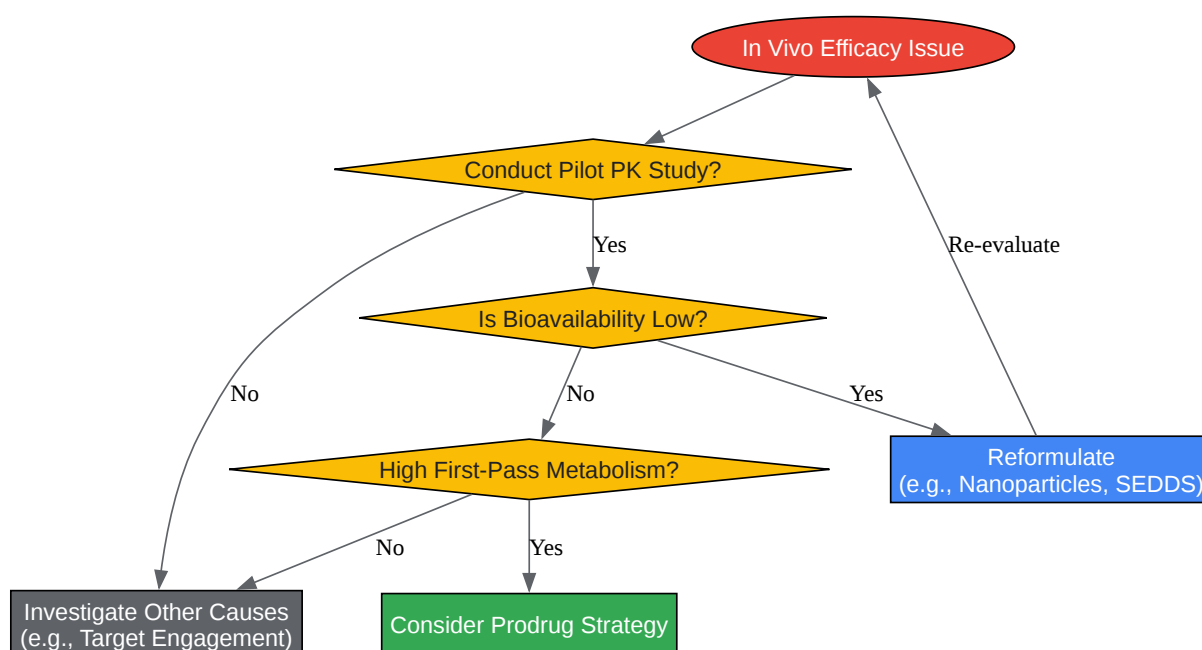 In Vivo Efficacy Issue
Conduct Pilot PK Study?
Yes
Re-evaluate
Is Bioavailability Low?
No
No
Yes
High First-Pass Metabolism?
Reformulate
(e.g., Nanoparticles, SEDDS)
No
Yes
Investigate Other Causes
(e.g., Target Engagement)
Consider Prodrug Strategy